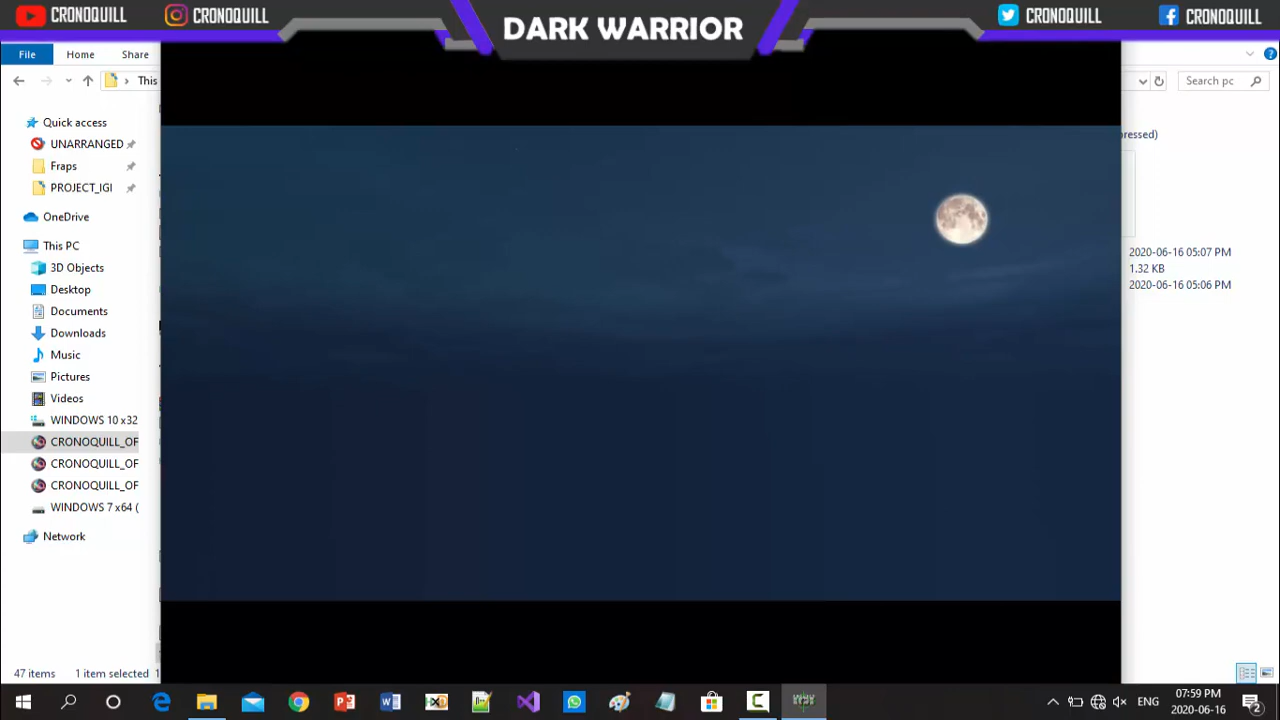 CRONOQUILL
CRONOQUILL
DARK WARRIOR
CRONOQUILL
CRONOQUILL
File
Home
Share
This
Search pc
Quick access
UNARRANGED
Fraps
PROJECT_IGI
OneDrive
This PC
3D Objects
Desktop
Documents
Downloads
Music
Pictures
Videos
WINDOWS 10 x32
CRONOQUILL_OF
CRONOQUILL_OF
CRONOQUILL_OF
WINDOWS 7 x64 (
Network
ressed)
2020-06-16 05:07 PM
1.32 KB
2020-06-16 05:06 PM
47 items 1 item selected 1
ENG
07:59 PM
2020-06-16
2